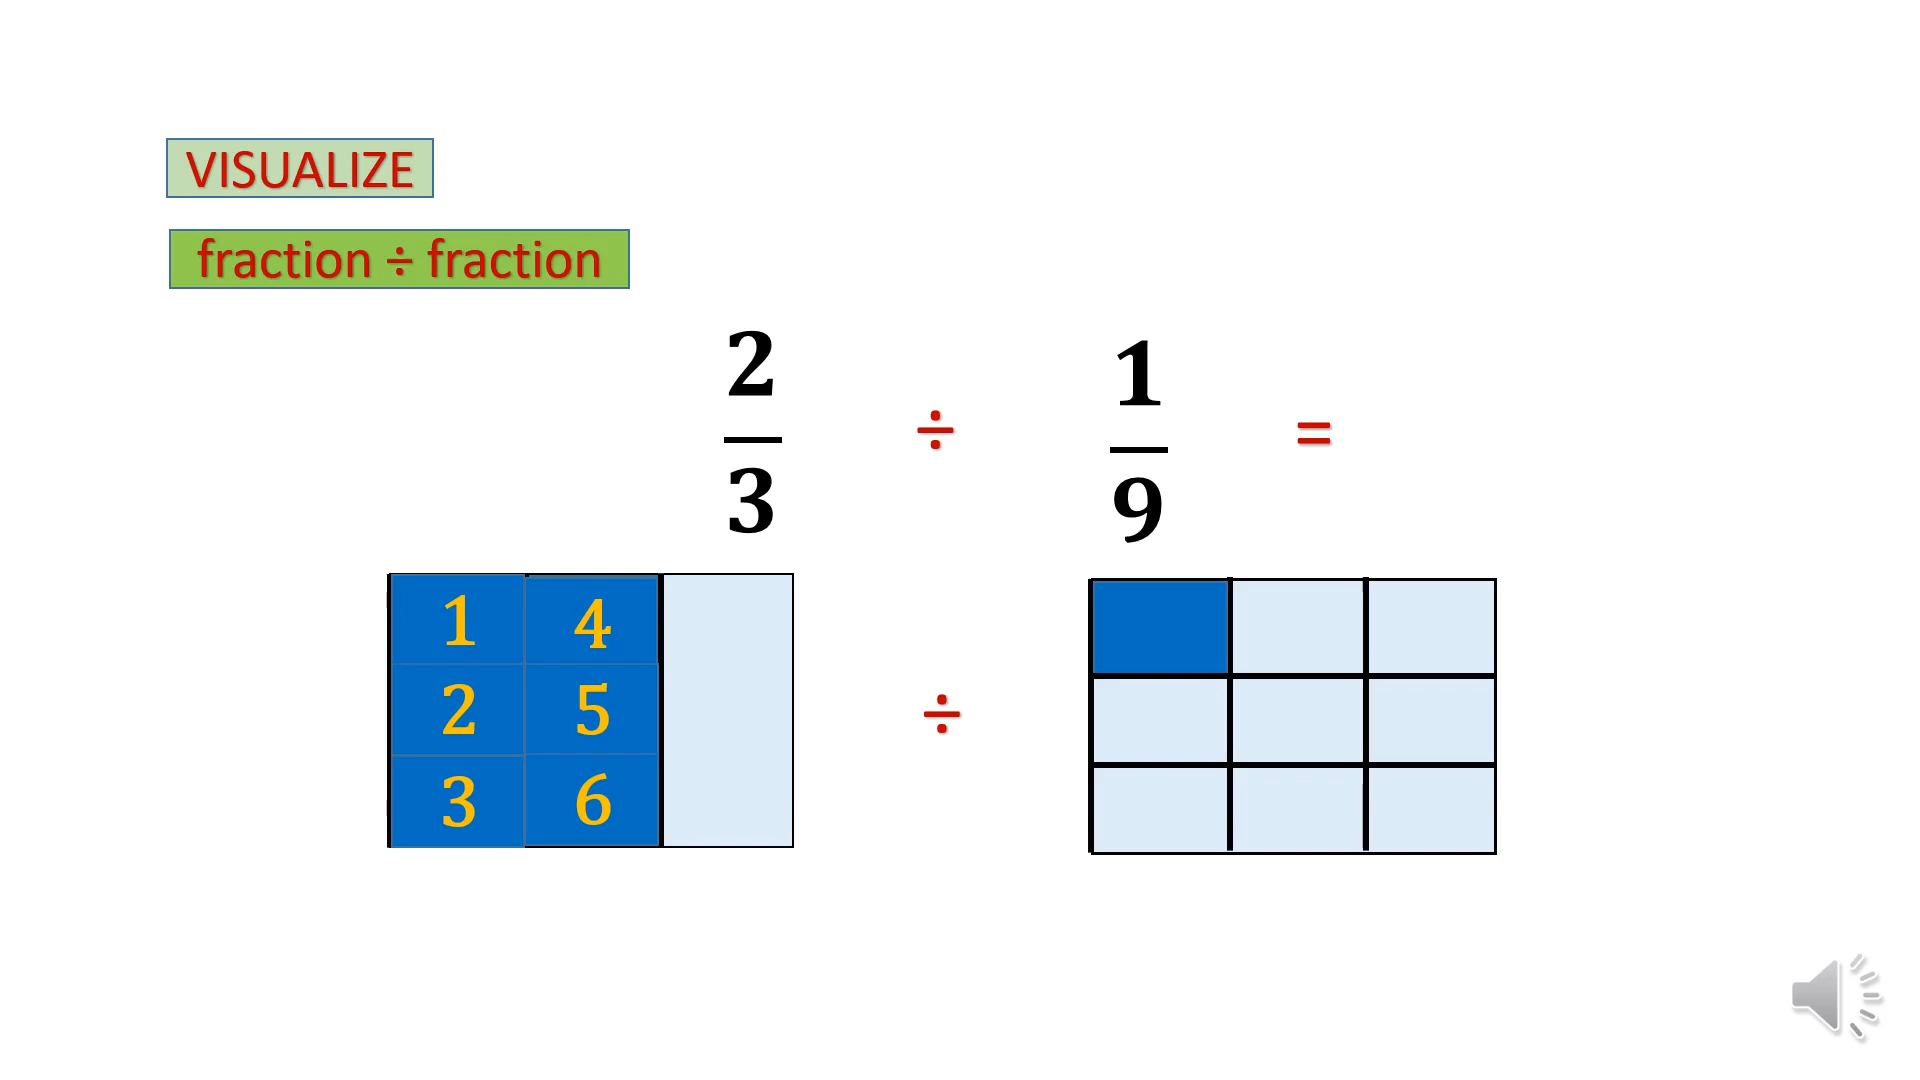 VISUALIZE
fraction ÷ fraction
2/3 ÷ 1/9 =
1 4
2 5
3 6
÷